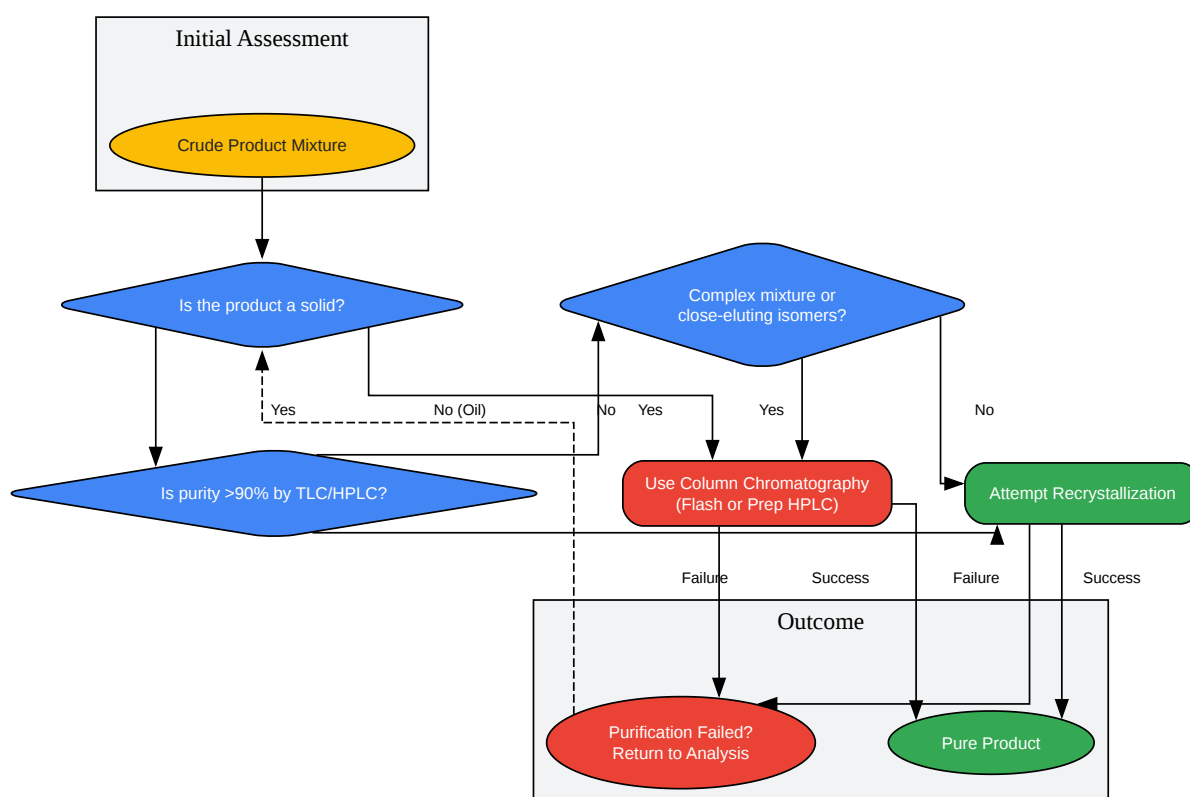 Initial Assessment
Crude Product Mixture
Is the product a solid?
Complex mixture or
close-eluting isomers?
Yes
No (Oil)
No
Yes
Yes
No
Is purity >90% by TLC/HPLC?
Use Column Chromatography
(Flash or Prep HPLC)
Attempt Recrystallization
Failure
Success
Failure
Success
Outcome
Purification Failed?
Return to Analysis
Pure Product